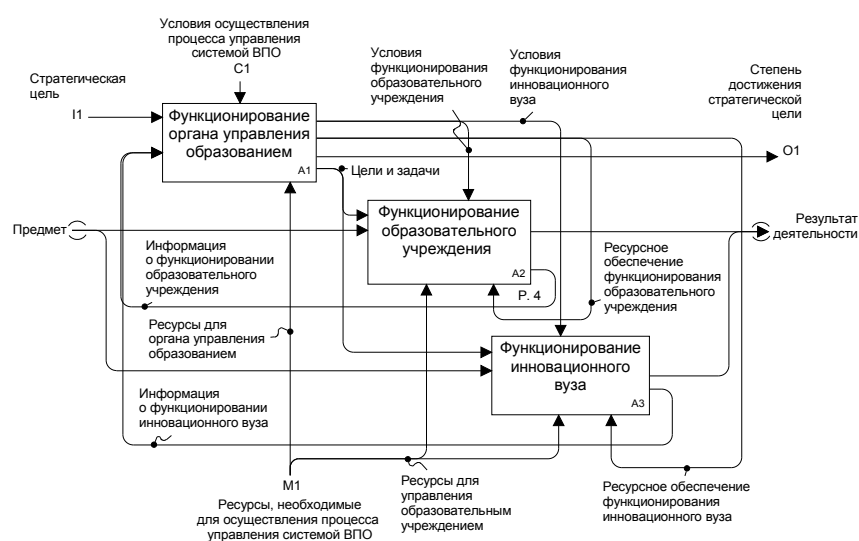 Условия осуществления
процесса управления
системой ВПО
C1
Условия
функционирования
образовательного
учреждения
Условия
функционирования
инновационного
вуза
Степень
достижения
стратегической
цели
Стратегическая
цель
I1
Функционирование
органа управления
образованием
A1
O1
Цели и задачи
Предмет
Функционирование
образовательного
учреждения
A2
Р. 4
Результат
деятельности
Информация
о функционировании
образовательного
учреждения
Ресурсное
обеспечение
функционирования
образовательного
учреждения
Ресурсы для
органа управления
образованием
Функционирование
инновационного
вуза
A3
Информация
о функционировании
инновационного вуза
M1
Ресурсы, необходимые
для осуществления процесса
управления системой ВПО
Ресурсы для
управления
образовательным
учреждением
Ресурсное обеспечение
функционирования
инновационного вуза